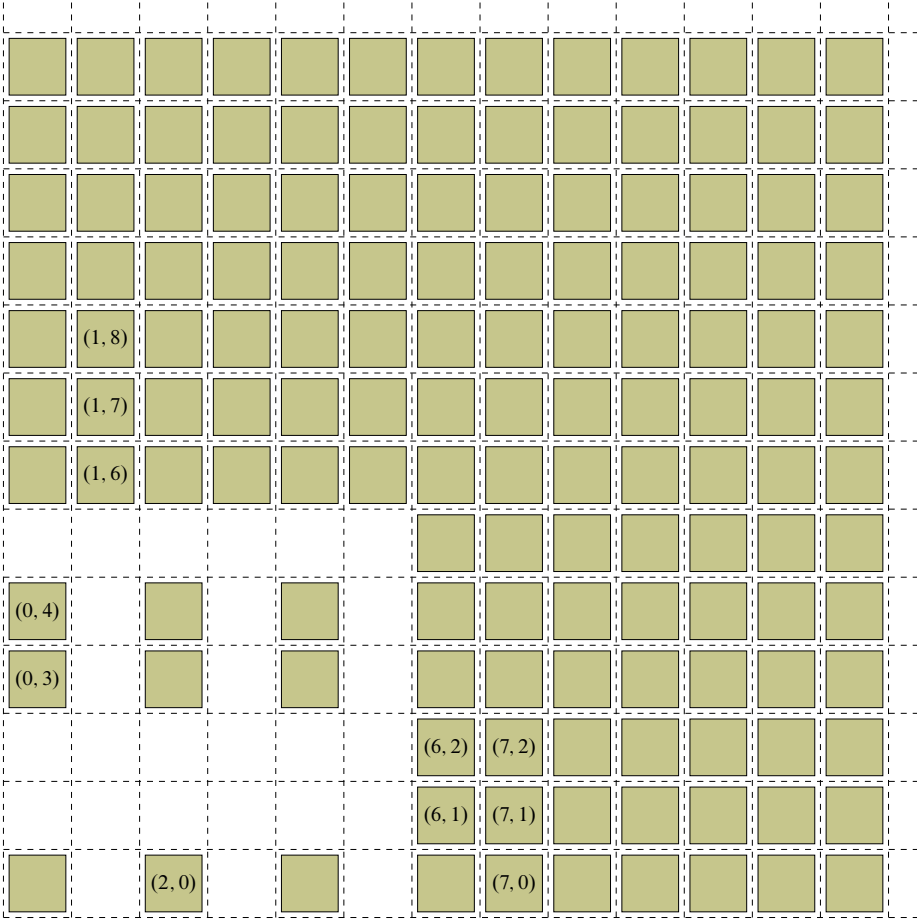 (1, 8)
(1, 7)
(1, 6)
(0, 4)
(0, 3)
(6, 2) (7, 2)
(6, 1) (7, 1)
(2, 0) (7, 0)